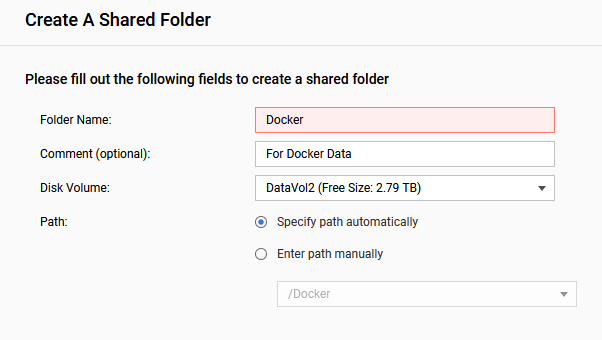 Create A Shared Folder
Please fill out the following fields to create a shared folder
Folder Name: Docker
Comment (optional): For Docker Data
Disk Volume: DataVol2 (Free Size: 2.79 TB)
Path: Specify path automatically
Enter path manually
/Docker